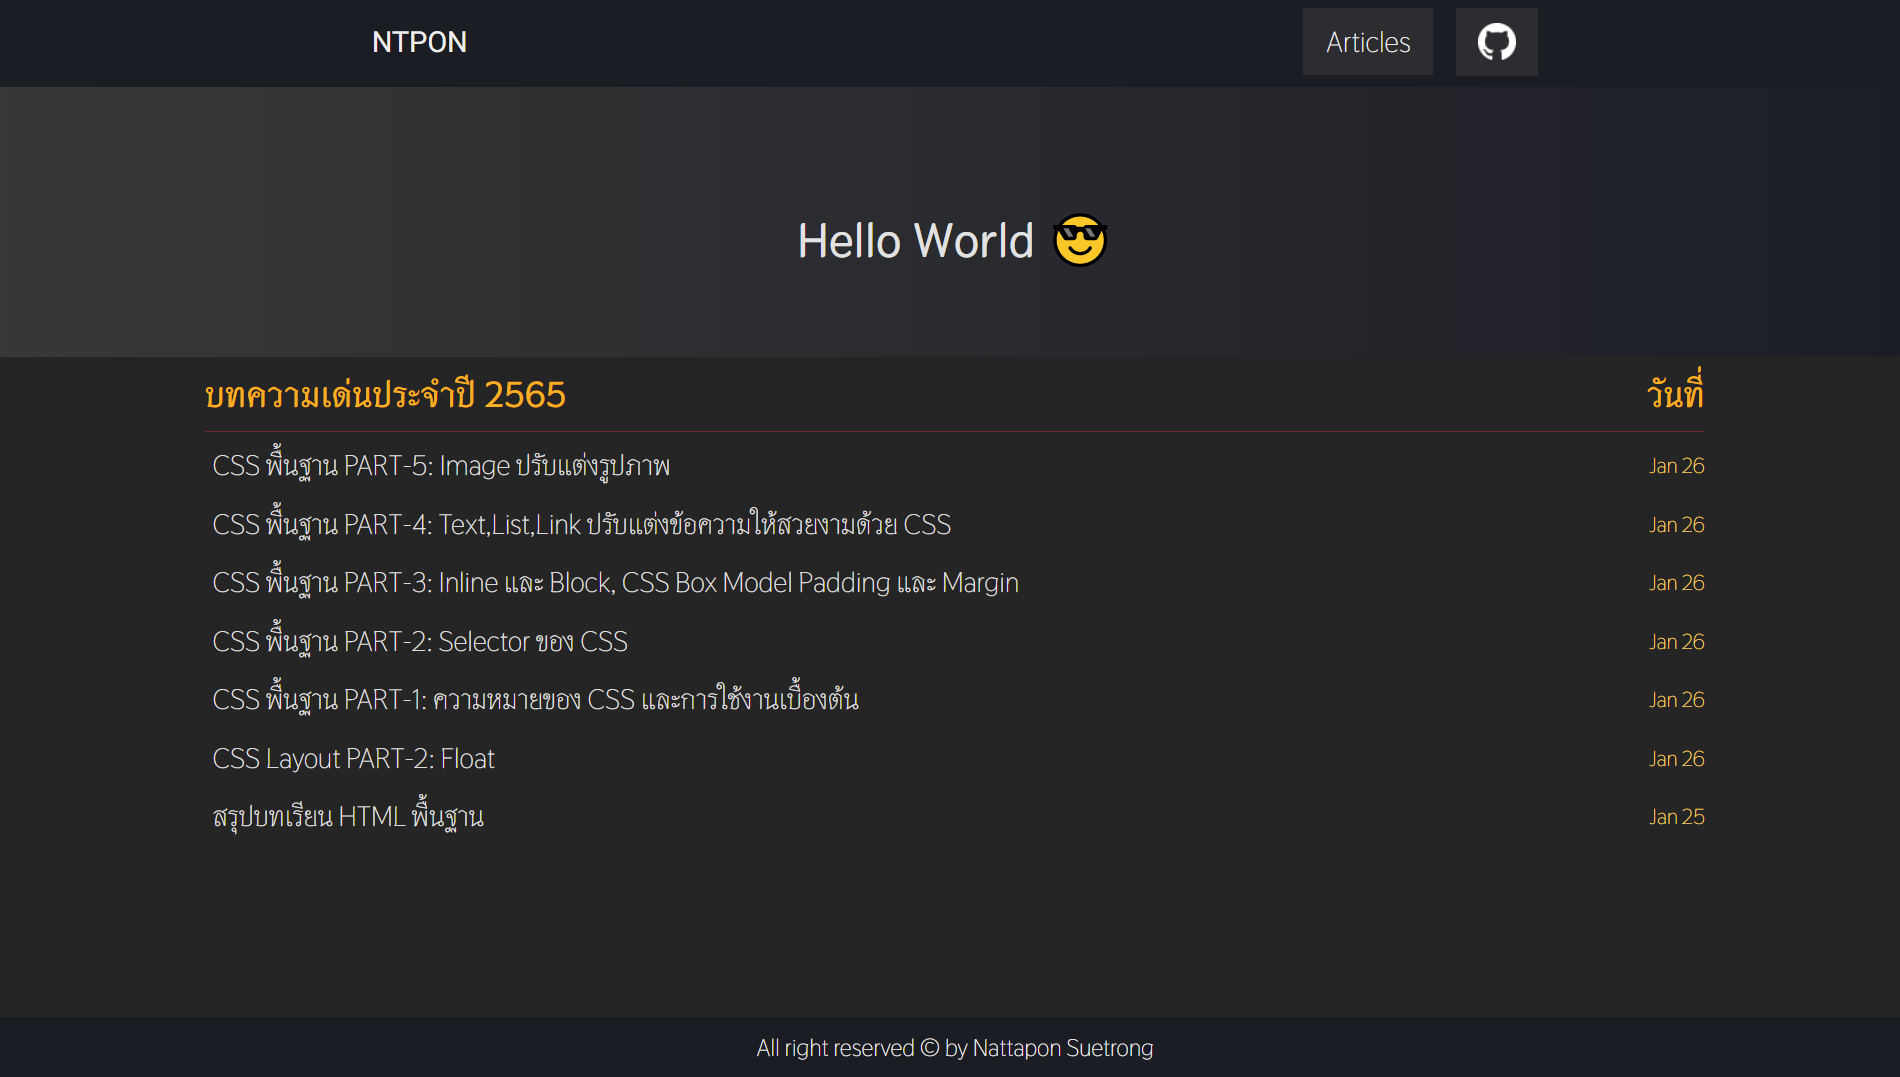 NTPON
Articles
Hello World 😎
บทความเด่นประจำปี 2565 วันที่
CSS พื้นฐาน PART-5: Image ปรับแต่งรูปภาพ Jan 26
CSS พื้นฐาน PART-4: Text,List,Link ปรับแต่งข้อความให้สวยงามด้วย CSS Jan 26
CSS พื้นฐาน PART-3: Inline และ Block, CSS Box Model Padding และ Margin Jan 26
CSS พื้นฐาน PART-2: Selector ของ CSS Jan 26
CSS พื้นฐาน PART-1: ความหมายของ CSS และการใช้งานเบื้องต้น Jan 26
CSS Layout PART-2: Float Jan 26
สรุปบทเรียน HTML พื้นฐาน Jan 25
All right reserved © by Nattapon Suetrong